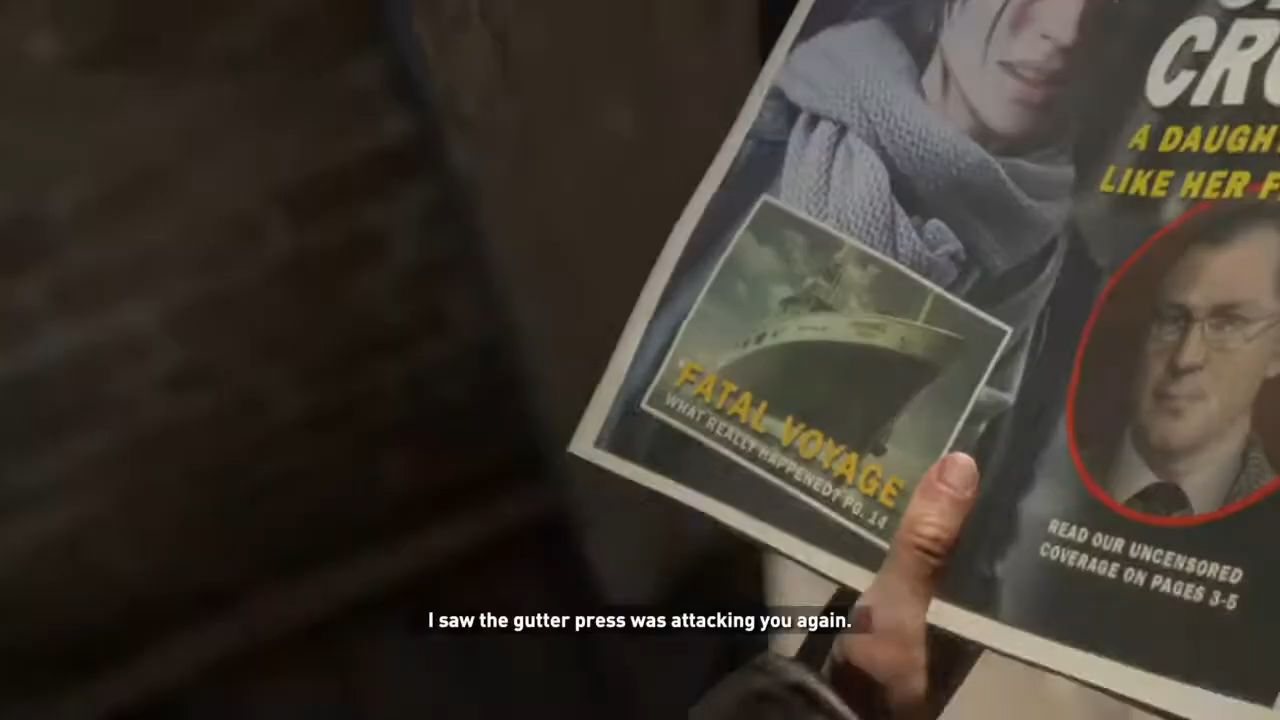 CR
A DAUGH
LIKE HER F
FATAL VOYAGE
WHAT REALLY HAPPENED? PG. 14
READ OUR UNCENSORED
COVERAGE ON PAGES 3-5
I saw the gutter press was attacking you again.